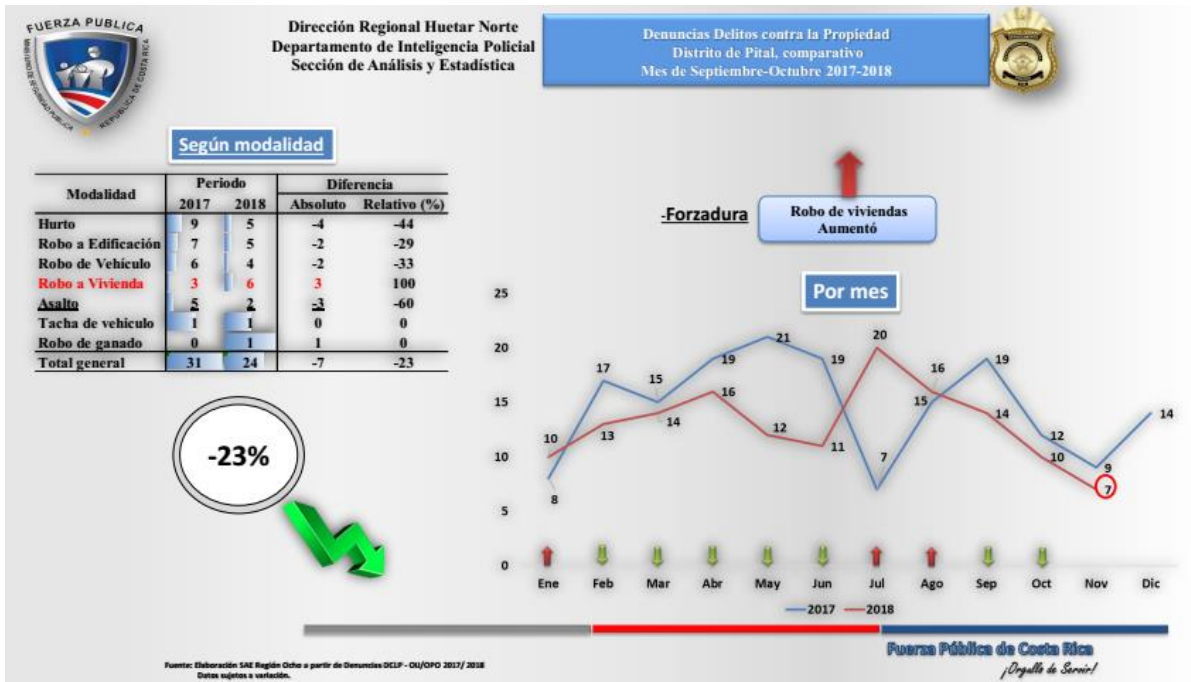 FUERZA PUBLICA
MINISTERIO DE SEGURIDAD PUBLICA
REPUBLICA DE COSTA RICA
Dirección Regional Huetar Norte
Departamento de Inteligencia Policial
Sección de Análisis y Estadística
Denuncias Delitos contra la Propiedad
Distrito de Pital, comparativo
Mes de Septiembre-Octubre 2017-2018
Según modalidad
Modalidad Periodo Diferencia
2017 2018 Absoluto Relativo (%)
Hurto 9 5 -4 -44
Robo a Edificación 7 5 -2 -29
Robo de Vehículo 6 4 -2 -33
Robo a Vivienda 3 6 3 100
Asalto 5 2 -3 -60
Tacha de vehiculo 1 1 0 0
Robo de ganado 0 1 1 0
Total general 31 24 -7 -23
-23%
-Forzadura
Robo de viviendas
Aumentó
Por mes
25
20
15
10
5
0
10 13 14 16 12 11 20 16 14 10 7
8 17 15 19 21 19 7 15 19 12 9 14
Ene Feb Mar Abr May Jun Jul Ago Sep Oct Nov Dic
2017 2018
Fuerza Pública de Costa Rica
¡Orgullo de Servir!
Fuente: Elaboración SAE Región Ocho a partir de Denuncias DCLP - OIJ/OPO 2017/ 2018
Datos sujetos a variación.